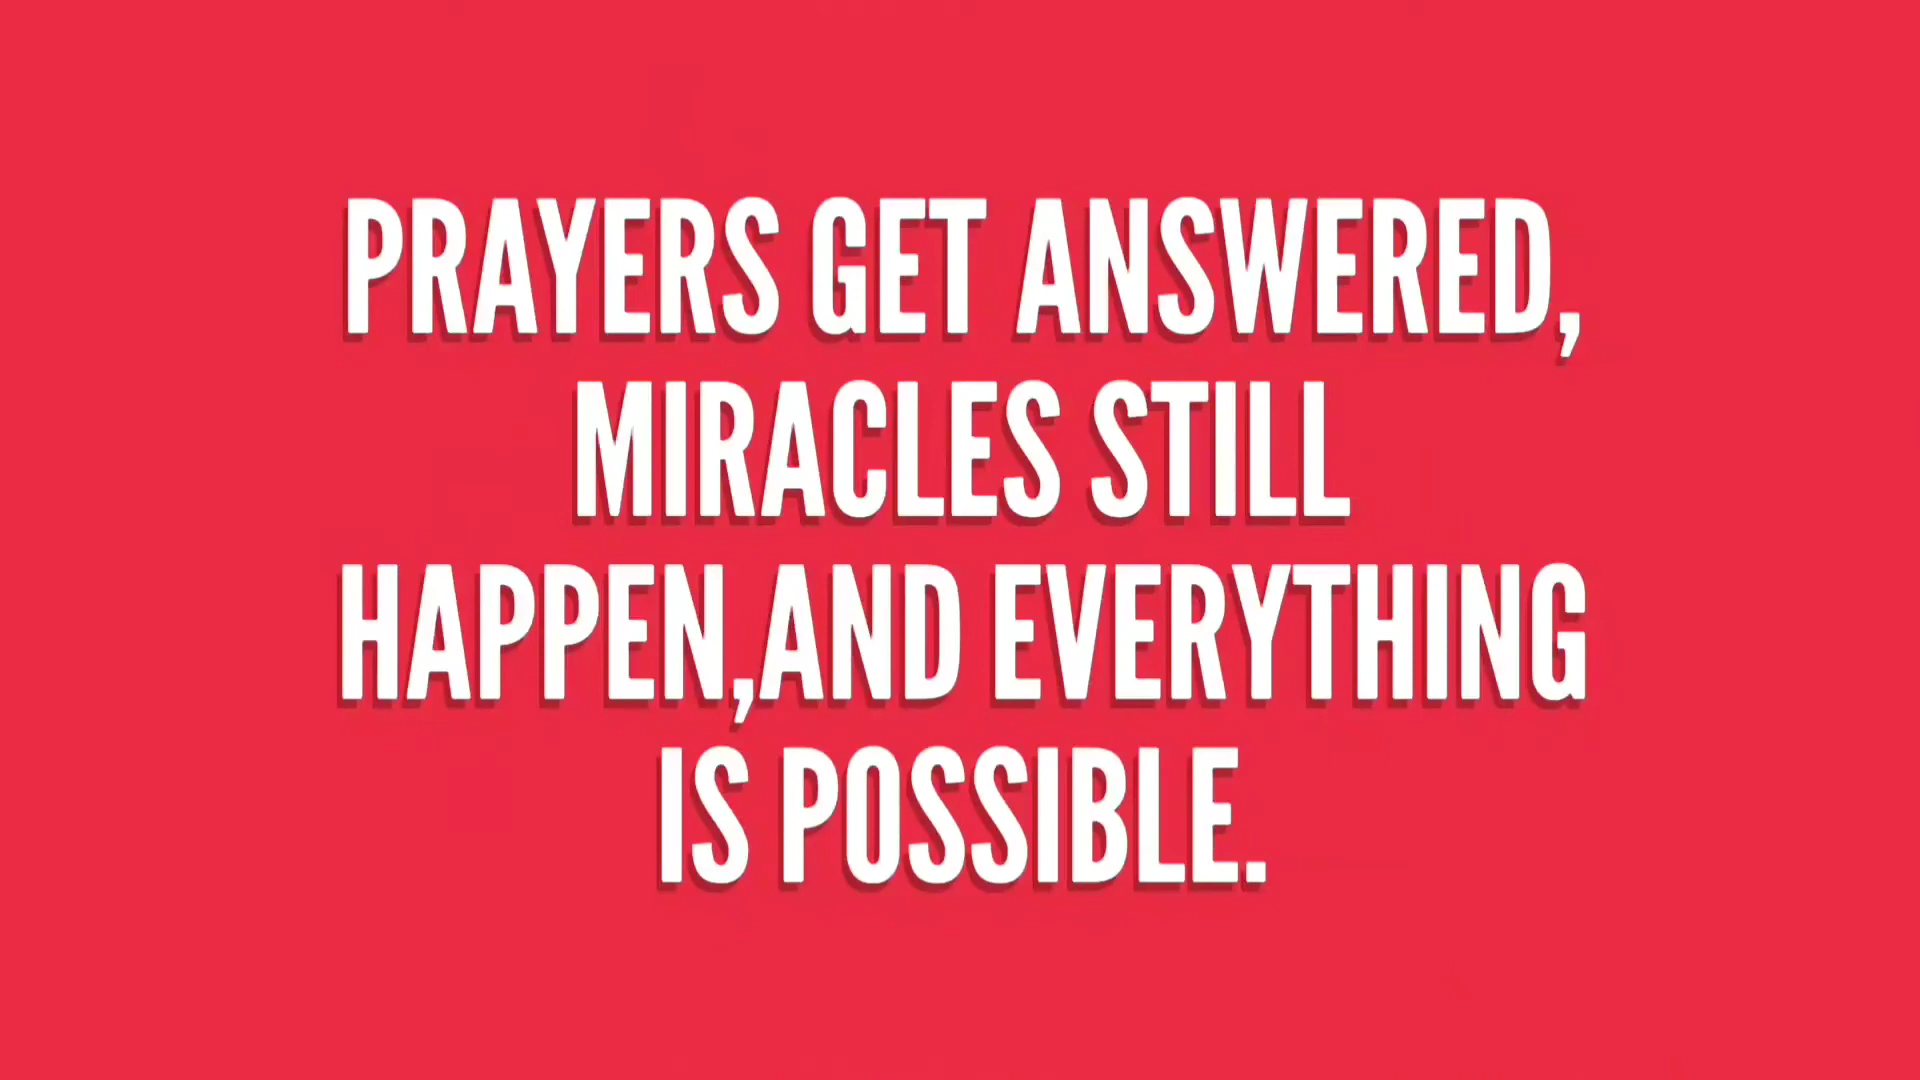 PRAYERS GET ANSWERED,
MIRACLES STILL
HAPPEN,AND EVERYTHING
IS POSSIBLE.